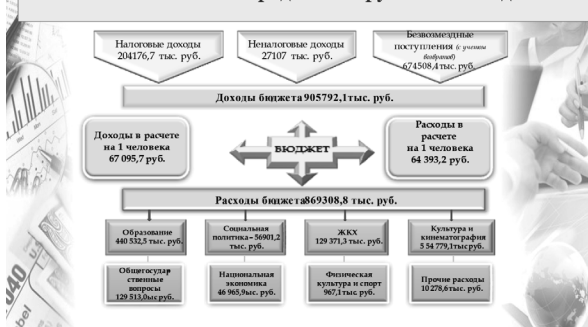 Налоговые доходы
204176,7 тыс. руб.
Неналоговые доходы
27107 тыс. руб.
Безвозмездные
поступления (с учетом
возвратов)
674508,4тыс. руб.
Доходы бюджета905792,1тыс. руб.
Доходы в расчете
на 1 человека
67 095,7 руб.
БЮДЖЕТ
Расходы в
расчете
на 1 человека
64 393,2 руб.
Расходы бюджета869308,8 тыс. руб.
Образование
440 532,5 тыс. руб.
Социальная
политика – 56901,2
тыс. руб.
ЖКХ
129 371,3 тыс. руб.
Культура и
кинематография
5 54 779,1тыс руб.
Общегосудар
ственные
вопросы
129 513,0ыс руб.
Национальная
экономика
46 965,9ыс. руб.
Физическая
культура и спорт
967,1тыс. руб.
Прочие расходы
10 278,6тыс. руб.